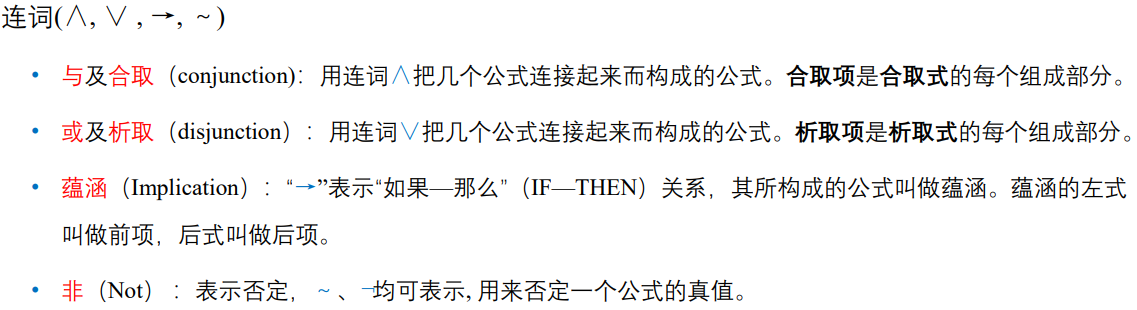 连词(∧, ∨ , →, ~)
• 与及合取（conjunction)：用连词∧把几个公式连接起来而构成的公式。合取项是合取式的每个组成部分。
• 或及析取（disjunction）：用连词∨把几个公式连接起来而构成的公式。析取项是析取式的每个组成部分。
• 蕴涵（Implication）：“→”表示“如果—那么”（IF—THEN）关系，其所构成的公式叫做蕴涵。蕴涵的左式
叫做前项，后式叫做后项。
• 非（Not）：表示否定，~ 、¬均可表示, 用来否定一个公式的真值。